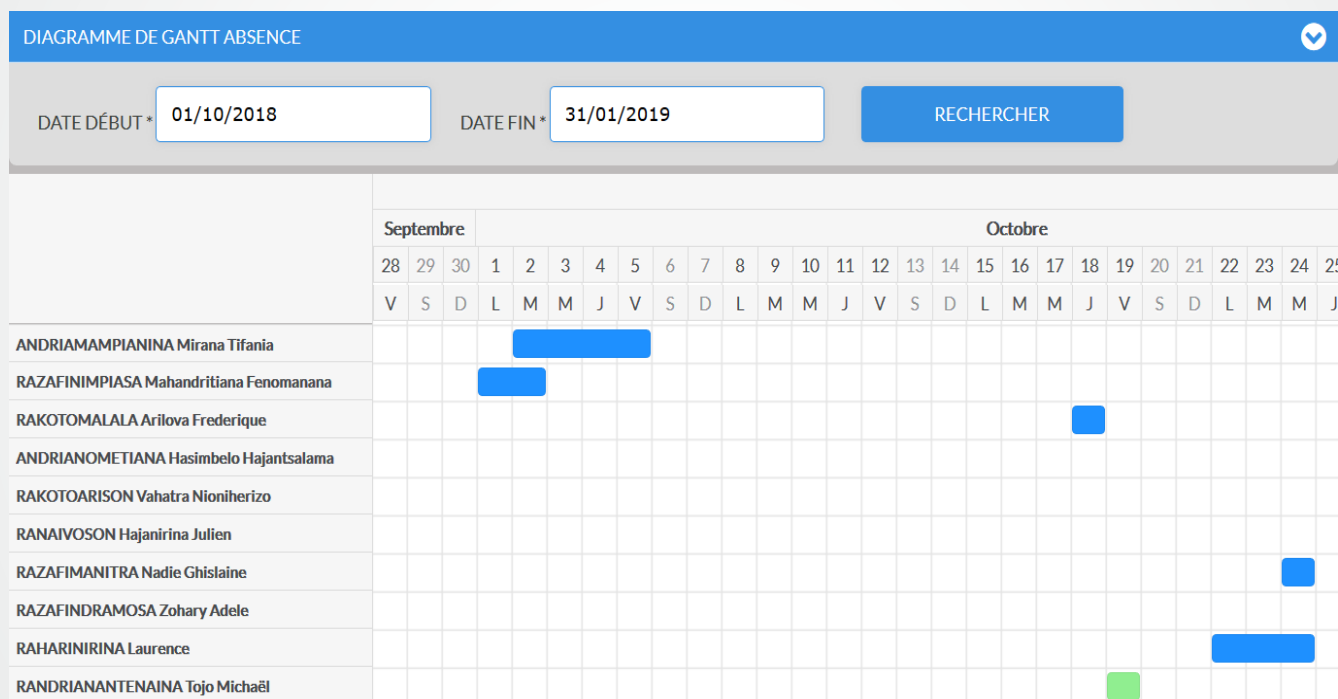 DIAGRAMME DE GANTT ABSENCE
DATE DÉBUT * 01/10/2018 DATE FIN * 31/01/2019 RECHERCHER
Septembre Octobre
28 29 30 1 2 3 4 5 6 7 8 9 10 11 12 13 14 15 16 17 18 19 20 21 22 23 24 25
V S D L M M J V S D L M M J V S D L M M J V S D L M M J
ANDRIAMAMPIANINA Mirana Tifania
RAZAFINIMPIASA Mahandritiana Fenomanana
RAKOTOMALALA Arilova Frederique
ANDRIANOMETIANA Hasimbelo Hajantsalama
RAKOTOARISON Vahatra Nioniherizo
RANAIVOSON Hajanirina Julien
RAZAFIMANITRA Nadie Ghislaine
RAZAFINDRAMOSA Zohary Adele
RAHARINIRINA Laurence
RANDRIANANTENAINA Tojo Michaël